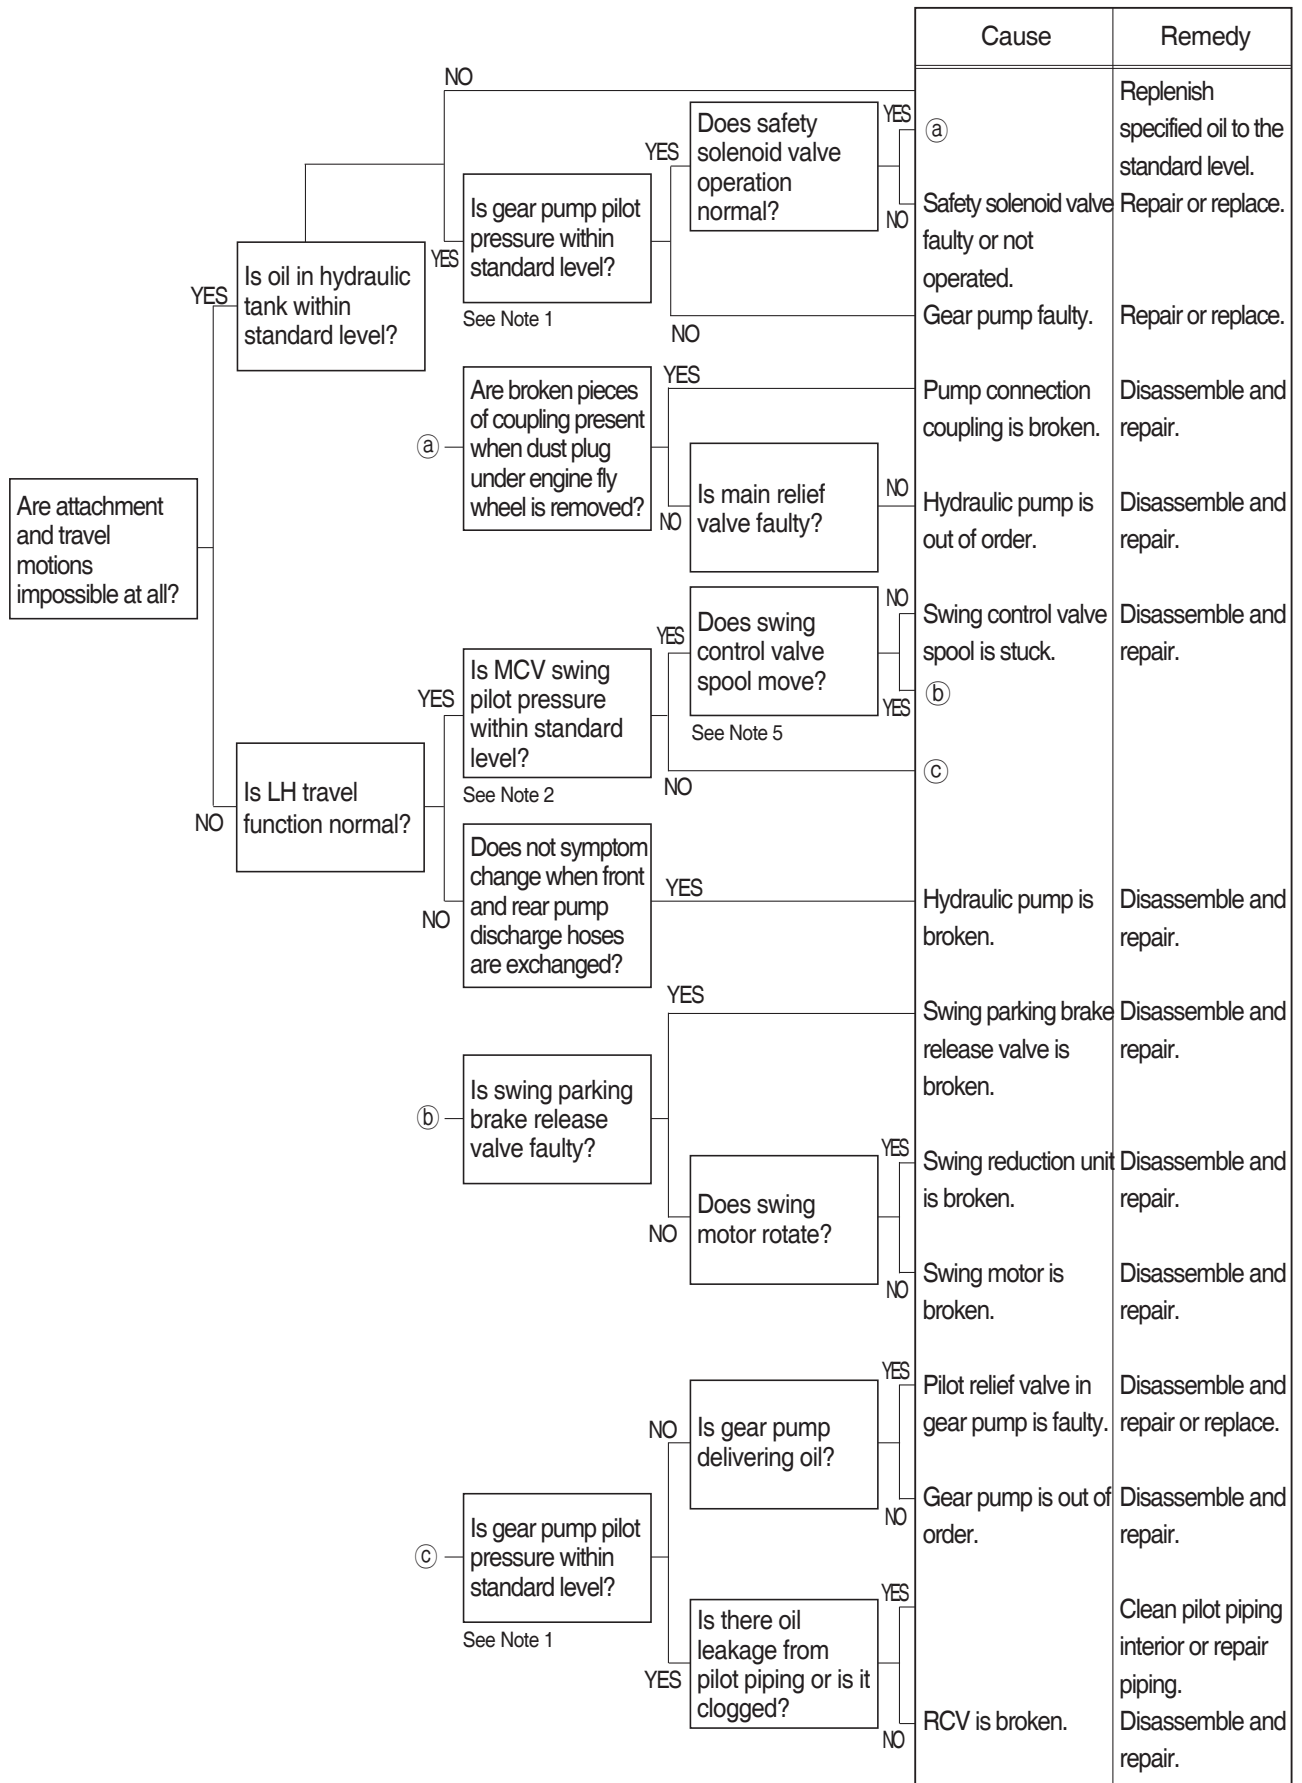 Cause
Remedy
NO
Replenish
specified oil to the
standard level.
YES
Does safety
solenoid valve
operation
normal?
YES
ⓐ
NO
Safety solenoid valve
faulty or not
operated.
Repair or replace.
Is gear pump pilot
pressure within
standard level?
YES
See Note 1
YES
Is oil in hydraulic
tank within
standard level?
NO
Gear pump faulty.
Repair or replace.
ⓐ
Are broken pieces
of coupling present
when dust plug
under engine fly
wheel is removed?
YES
Pump connection
coupling is broken.
Disassemble and
repair.
NO
Is main relief
valve faulty?
NO
Hydraulic pump is
out of order.
Disassemble and
repair.
Are attachment
and travel
motions
impossible at all?
YES
Does swing
control valve
spool move?
NO
Swing control valve
spool is stuck.
Disassemble and
repair.
YES
ⓑ
See Note 5
YES
Is MCV swing
pilot pressure
within standard
level?
See Note 2
NO
ⓒ
NO
Is LH travel
function normal?
NO
Does not symptom
change when front
and rear pump
discharge hoses
are exchanged?
YES
Hydraulic pump is
broken.
Disassemble and
repair.
ⓑ
Is swing parking
brake release
valve faulty?
YES
Swing parking brake
release valve is
broken.
Disassemble and
repair.
NO
Does swing
motor rotate?
YES
Swing reduction unit
is broken.
Disassemble and
repair.
NO
Swing motor is
broken.
Disassemble and
repair.
ⓒ
Is gear pump pilot
pressure within
standard level?
See Note 1
NO
Is gear pump
delivering oil?
YES
Pilot relief valve in
gear pump is faulty.
Disassemble and
repair or replace.
NO
Gear pump is out of
order.
Disassemble and
repair.
YES
Is there oil
leakage from
pilot piping or is it
clogged?
YES
Clean pilot piping
interior or repair
piping.
NO
RCV is broken.
Disassemble and
repair.